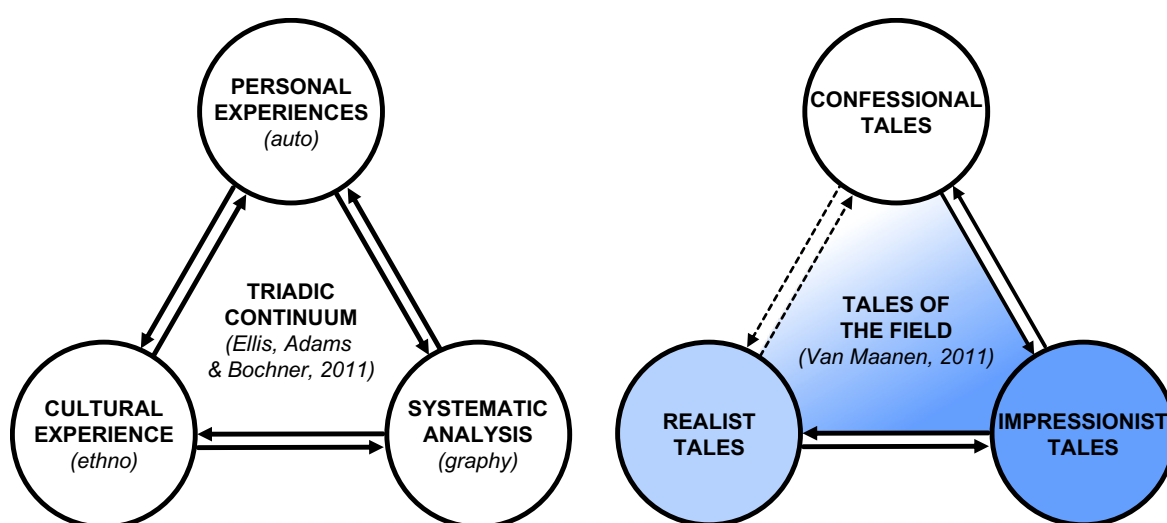 PERSONAL
EXPERIENCES
(auto)
TRIADIC
CONTINUUM
(Ellis, Adams
& Bochner, 2011)
CULTURAL
EXPERIENCE
(ethno)
SYSTEMATIC
ANALYSIS
(graphy)
CONFESSIONAL
TALES
TALES OF
THE FIELD
(Van Maanen, 2011)
REALIST
TALES
IMPRESSIONIST
TALES